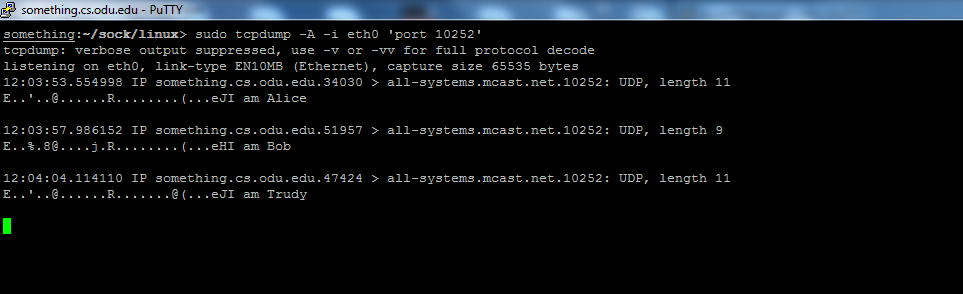 something.cs.odu.edu - PuTTY
something:~/sock/linux> sudo tcpdump -A -i eth0 'port 10252'
tcpdump: verbose output suppressed, use -v or -vv for full protocol decode
listening on eth0, link-type EN10MB (Ethernet), capture size 65535 bytes
12:03:53.554998 IP something.cs.odu.edu.34030 > all-systems.mcast.net.10252: UDP, length 11
E..'..@......R........(...eJI am Alice
12:03:57.986152 IP something.cs.odu.edu.51957 > all-systems.mcast.net.10252: UDP, length 9
E..%.8@....j.R........(...eHI am Bob
12:04:04.114110 IP something.cs.odu.edu.47424 > all-systems.mcast.net.10252: UDP, length 11
E..'..@......R.......@(...eJI am Trudy